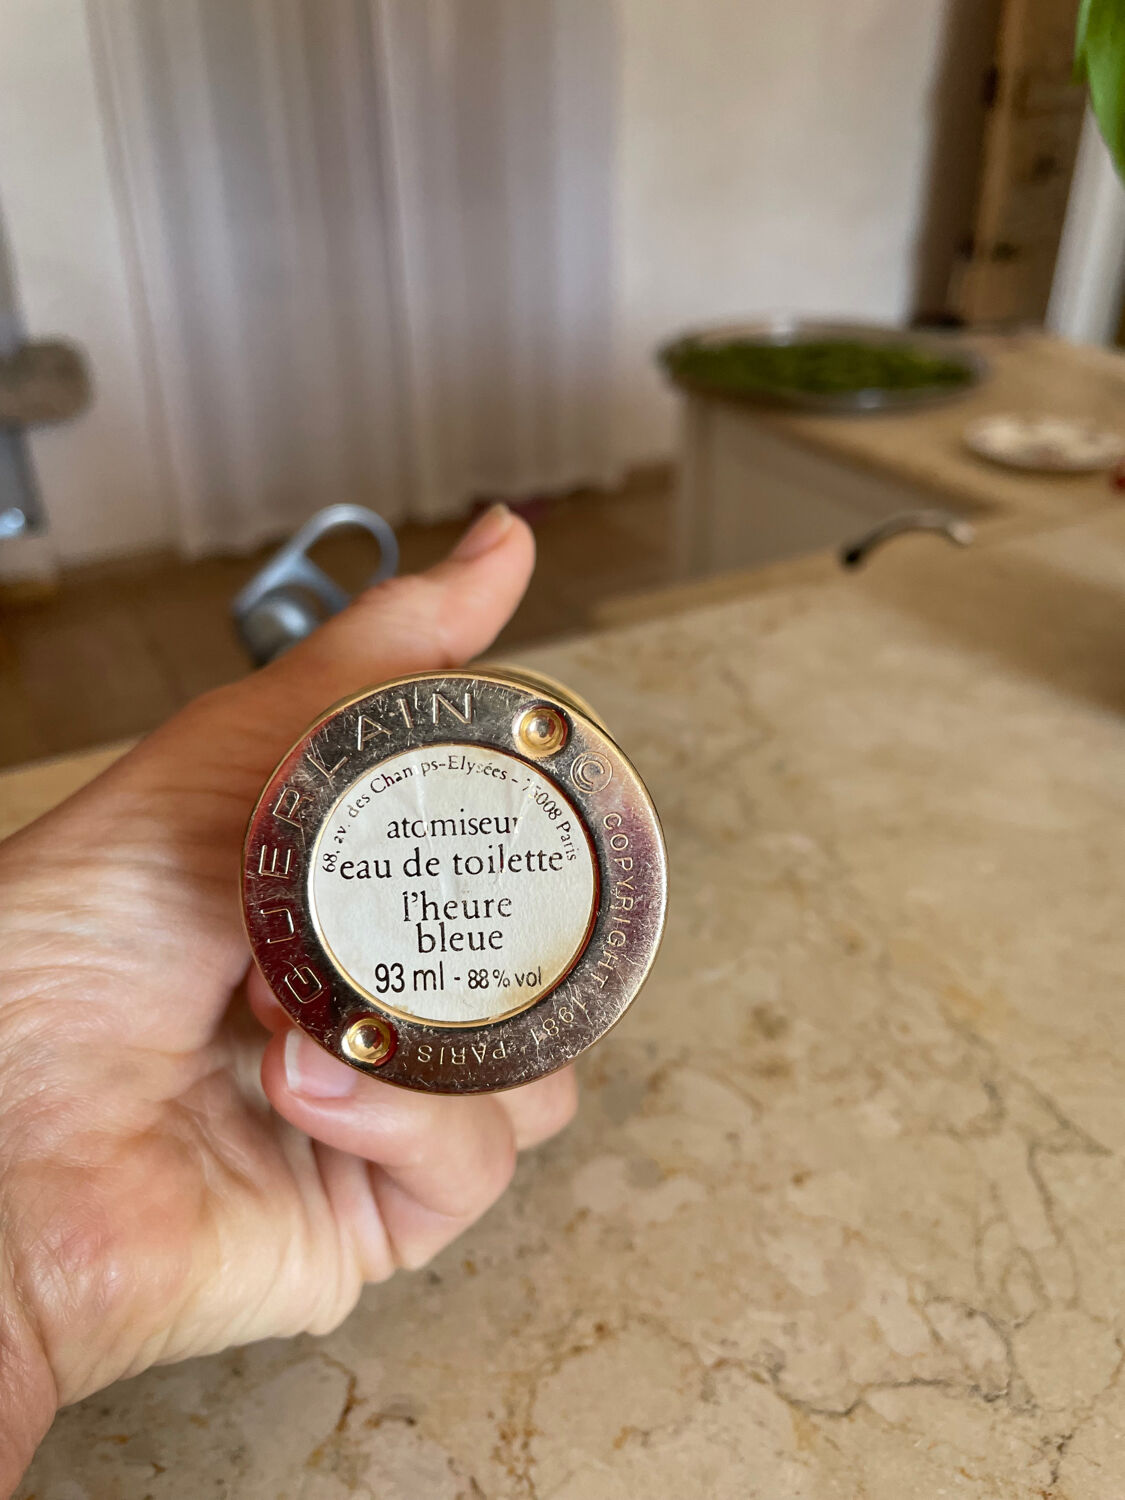 GUERLAIN
© COPYRIGHT 1981 PARIS
68, av. des Champs-Elysées - 75008 Paris
atomiseur
eau de toilette
l'heure
bleue
93 ml - 88% vol